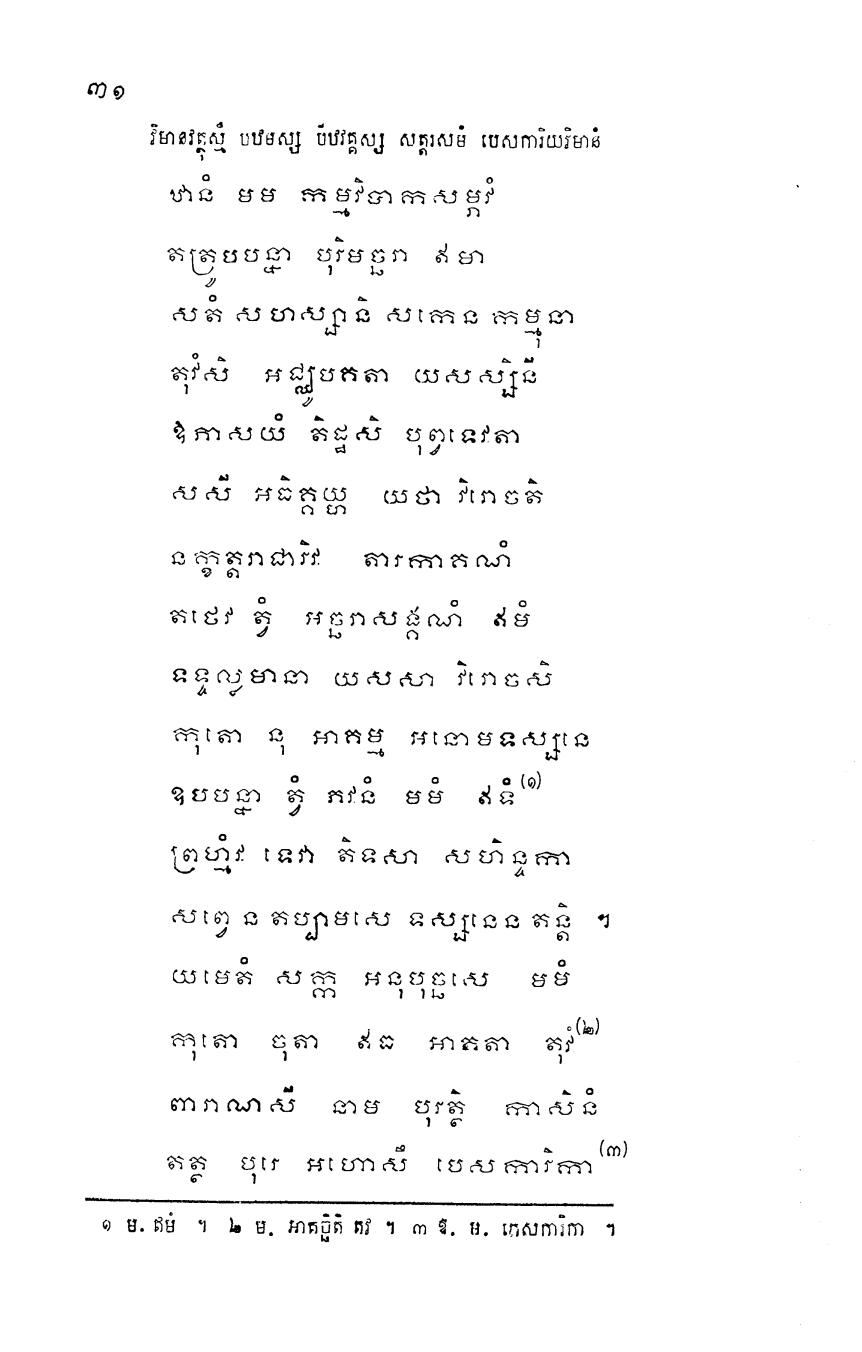 ៣១
វិមានវត្ថុស្មឹ បឋមស្ស បីឋវគ្គស្ស សត្តរសមំ បេសការិយវិមានំ
ឋានំ មម កម្មវិបាកសម្ភវំ
តត្រូបបន្នា បុរិមច្ឆរា ឥមា
សតំ សហស្សានិ សកេន កម្មុនា
តុវំសិ អជ្ឈូបគតា យសស្សិនី
ឱភាសយំ តិដ្ឋសិ បុព្វទេវតា
សសី អធិគ្គយ្ហ យថា វិរោចតិ
នក្ខត្តរាជារិវ តារកាគណំ
តថេវ ត្វំ អច្ឆរាសង្គណំ ឥមំ
ទទ្ទល្លមានា យសសា វិរោចសិ
កុតោ នុ អាគម្ម អនោមទស្សនេ
ឧបបន្នា ត្វំ ភវនំ មមំ ឥទំ(១)
ព្រហ្មំវ ទេវា តិទសា សហិន្ទកា
សព្វេ ន តប្បាមសេ ទស្សនេន តន្តិ ។
យមេតំ សក្ក អនុបុច្ឆសេ មមំ
កុតោ ចុតា ឥធ អាគតា តុវំ(២)
ពារាណសី នាម បុរត្ថិ កាសិនំ
តត្ថ បុរេ អហោសឹ បេសការិកា(៣)
១ ម. ឥមំ ។ ២ ម. អាគច្ឆិតិ តវ ។ ៣ ឱ. ម. កេសការិកា ។